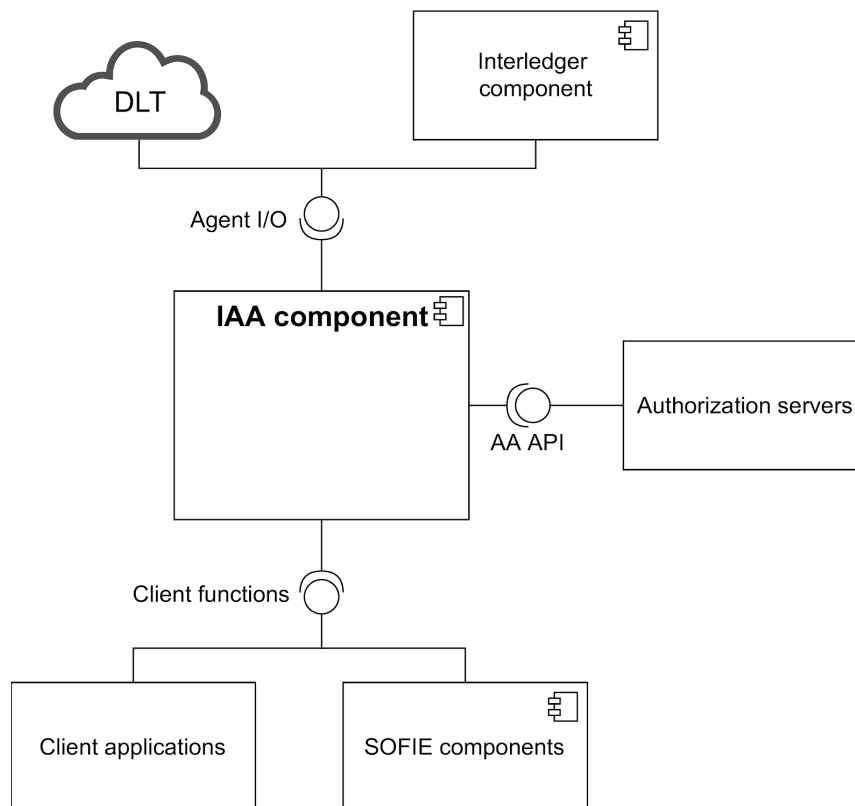 Interledger
component
DLT
Agent I/O
IAA component
Authorization servers
AA API
Client functions
Client applications
SOFIE components